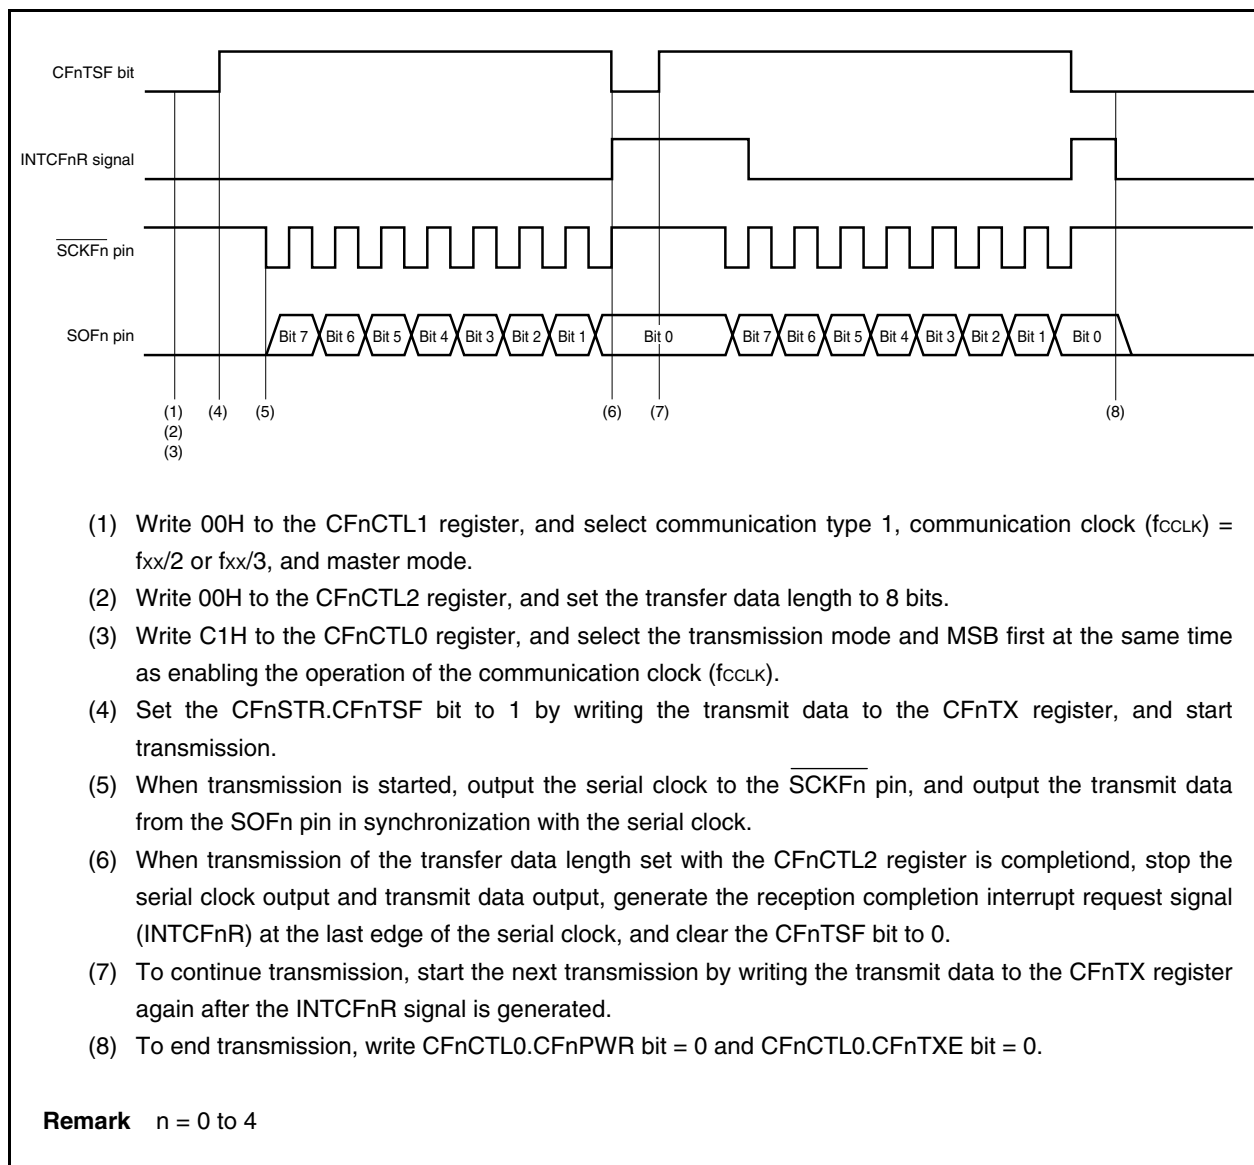 CFnTSF bit
INTCFnR signal
SCKFn pin
SOFn pin
Bit 7 Bit 6 Bit 5 Bit 4 Bit 3 Bit 2 Bit 1 Bit 0 Bit 7 Bit 6 Bit 5 Bit 4 Bit 3 Bit 2 Bit 1 Bit 0
(1) (4) (5) (6) (7) (8)
(2)
(3)
(1) Write 00H to the CFnCTL1 register, and select communication type 1, communication clock (fCCLK) =
fxx/2 or fxx/3, and master mode.
(2) Write 00H to the CFnCTL2 register, and set the transfer data length to 8 bits.
(3) Write C1H to the CFnCTL0 register, and select the transmission mode and MSB first at the same time
as enabling the operation of the communication clock (fCCLK).
(4) Set the CFnSTR.CFnTSF bit to 1 by writing the transmit data to the CFnTX register, and start
transmission.
(5) When transmission is started, output the serial clock to the SCKFn pin, and output the transmit data
from the SOFn pin in synchronization with the serial clock.
(6) When transmission of the transfer data length set with the CFnCTL2 register is completiond, stop the
serial clock output and transmit data output, generate the reception completion interrupt request signal
(INTCFnR) at the last edge of the serial clock, and clear the CFnTSF bit to 0.
(7) To continue transmission, start the next transmission by writing the transmit data to the CFnTX register
again after the INTCFnR signal is generated.
(8) To end transmission, write CFnCTL0.CFnPWR bit = 0 and CFnCTL0.CFnTXE bit = 0.
Remark n = 0 to 4